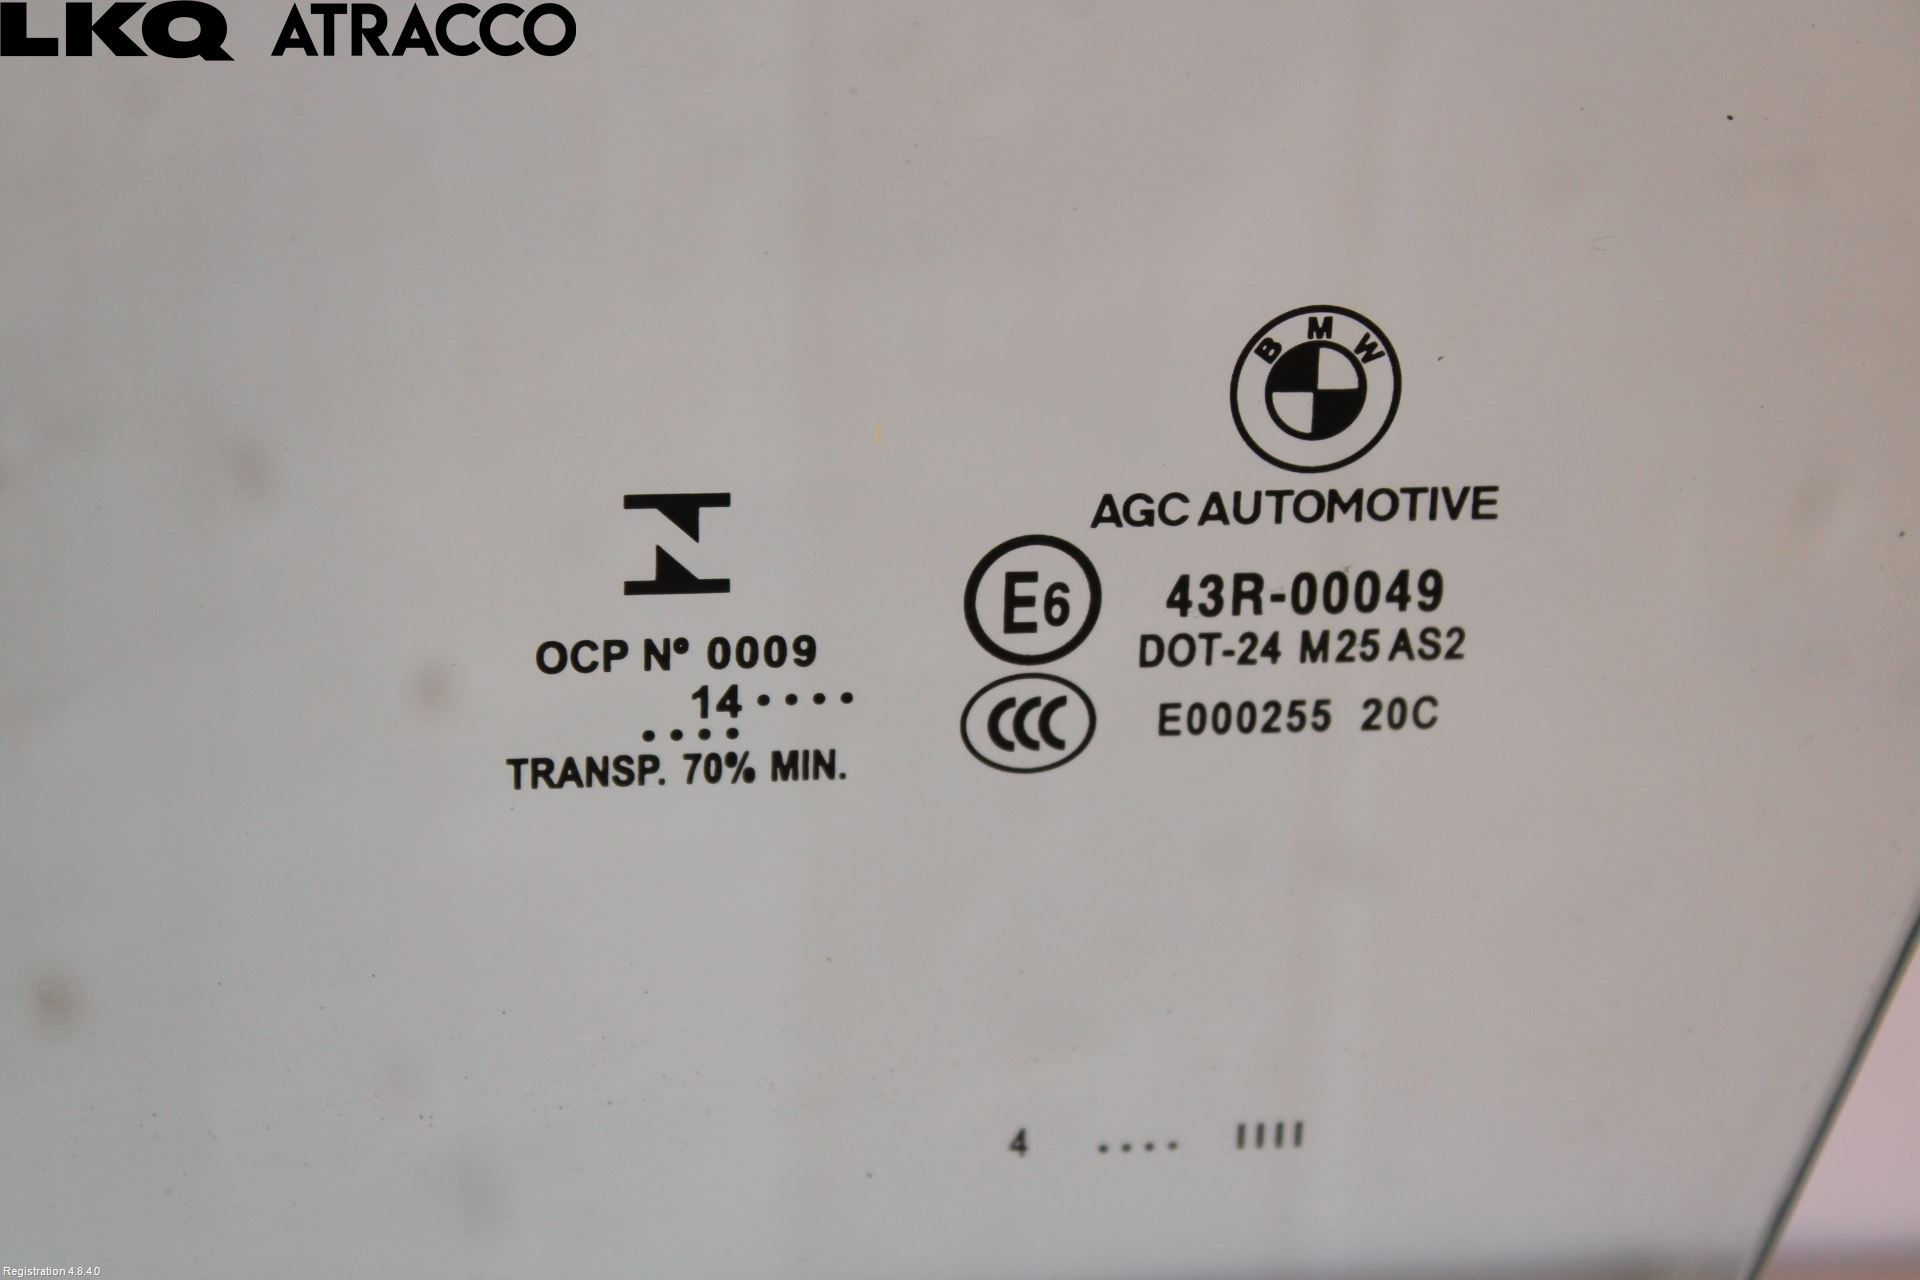 LKQ ATRACCO
BMW
AGC AUTOMOTIVE
E6
43R-00049
DOT-24 M25 AS2
CCC
E000255 20C
OCP Nº 0009
14 · · · ·
· · · ·
TRANSP. 70% MIN.
4 .... IIII
Registration 4.8.4.0